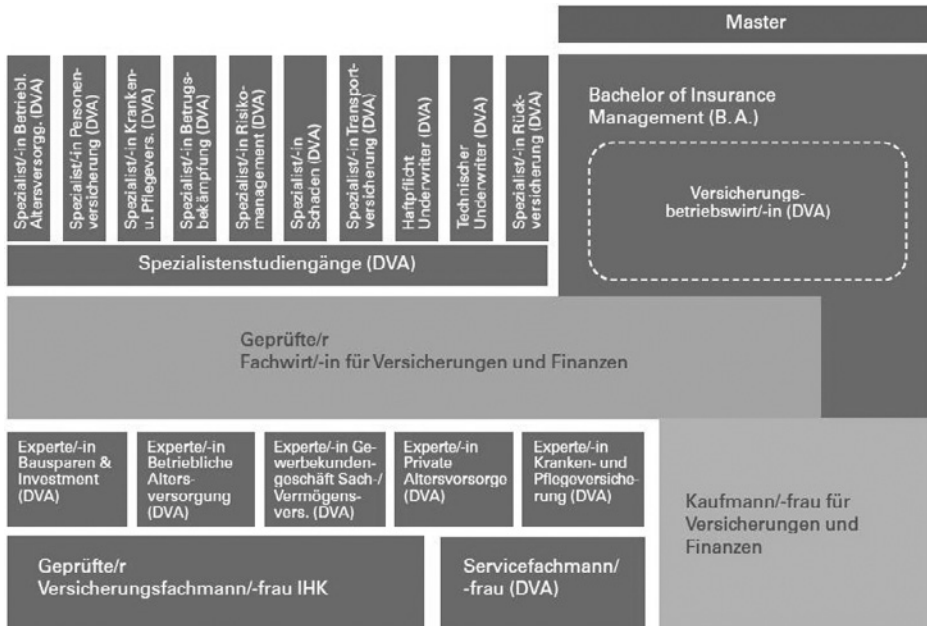 Master
Spezialist/-in Betriebl.
Altersversorgg. (DVA)
Spezialist/-in Personen-
versicherung (DVA)
Spezialist/-in Kranken-
u. Pflegevers. (DVA)
Spezialist/-in Betrugs-
bekämpfung (DVA)
Spezialist/-in Risiko-
management (DVA)
Spezialist/-in
Schaden (DVA)
Spezialist/-in Transport-
versicherung (DVA)
Haftpflicht
Underwriter (DVA)
Technischer
Underwriter (DVA)
Spezialist/-in Rück-
versicherung (DVA)
Bachelor of Insurance
Management (B. A.)
Versicherungs-
betriebswirt/-in (DVA)
Spezialistenstudiengänge (DVA)
Geprüfte/r
Fachwirt/-in für Versicherungen und Finanzen
Experte/-in
Bausparen &
Investment
(DVA)
Experte/-in
Betriebliche
Alters-
versorgung
(DVA)
Experte/-in Ge-
werbekunden-
geschäft Sach-/
Vermögens-
vers. (DVA)
Experte/-in
Private
Altersvorsorge
(DVA)
Experte/-in
Kranken- und
Pflegeversiche-
rung (DVA)
Kaufmann/-frau für
Versicherungen und
Finanzen
Geprüfte/r
Versicherungsfachmann/-frau IHK
Servicefachmann/
-frau (DVA)